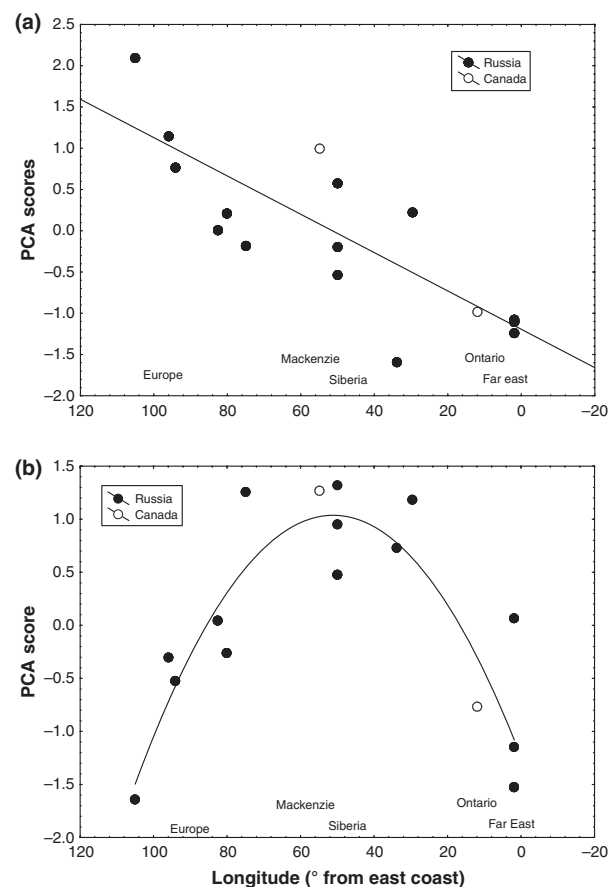 (a)
2.5
2.0
1.5
1.0
0.5
0.0
–0.5
–1.0
–1.5
–2.0
PCA scores
Russia
Canada
Mackenzie
Ontario
Europe
Siberia
Far east
120 100 80 60 40 20 0 –20
(b)
1.5
1.0
0.5
0.0
–0.5
–1.0
–1.5
–2.0
PCA score
Russia
Canada
Mackenzie
Ontario
Europe
Siberia
Far East
120 100 80 60 40 20 0 –20
Longitude (° from east coast)